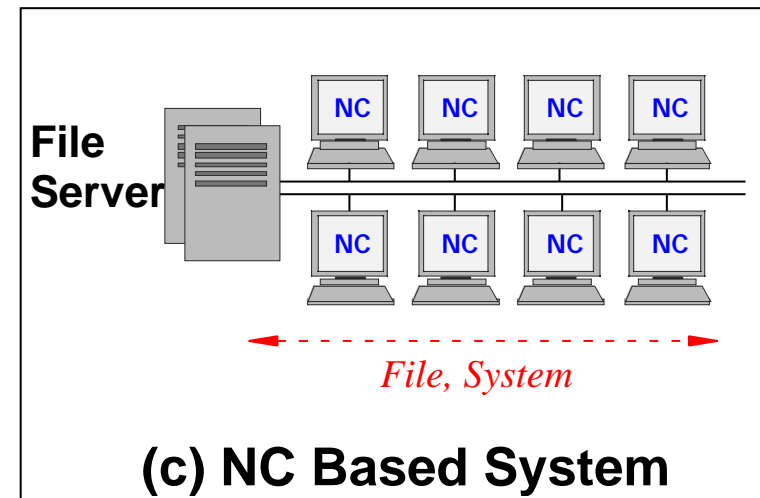 NC NC NC NC
File
Server
NC NC NC NC
File, System
(c) NC Based System